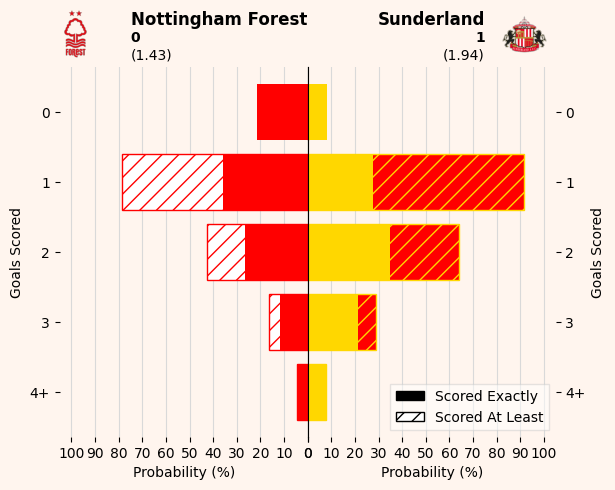 Nottingham Forest
0
(1.43)
Sunderland
1
(1.94)
FOREST
Goals Scored
0
1
2
3
4+
0
1
2
3
4+
Goals Scored
Scored Exactly
Scored At Least
100 90 80 70 60 50 40 30 20 10 0
0 10 20 30 40 50 60 70 80 90 100
Probability (%)
Probability (%)